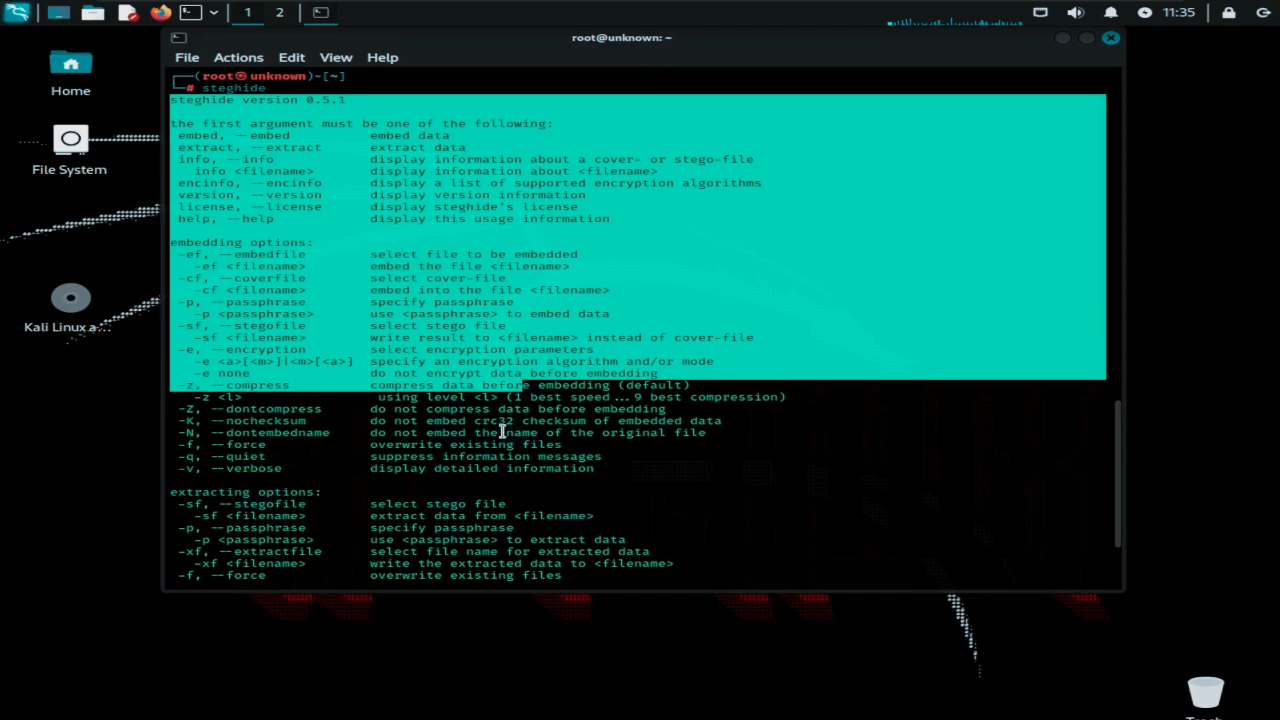 1 2 11:35
root@unknown: ~
File Actions Edit View Help
Home
File System
Kali Linux a...
┌──(root㉿unknown)-[~]
└─# steghide
steghide version 0.5.1
the first argument must be one of the following:
embed, --embed embed data
extract, --extract extract data
info, --info display information about a cover- or stego-file
info <filename> display information about <filename>
encinfo, --encinfo display a list of supported encryption algorithms
version, --version display version information
license, --license display steghide's license
help, --help display this usage information
embedding options:
-ef, --embedfile select file to be embedded
-ef <filename> embed the file <filename>
-cf, --coverfile select cover-file
-cf <filename> embed into the file <filename>
-p, --passphrase specify passphrase
-p <passphrase> use <passphrase> to embed data
-sf, --stegofile select stego file
-sf <filename> write result to <filename> instead of cover-file
-e, --encryption select encryption parameters
-e <a>[<m>]|<m>[<a>] specify an encryption algorithm and/or mode
-e none do not encrypt data before embedding
-z, --compress compress data before embedding (default)
-z <l> using level <l> (1 best speed...9 best compression)
-Z, --dontcompress do not compress data before embedding
-K, --nochecksum do not embed crc32 checksum of embedded data
-N, --dontembedname do not embed the name of the original file
-f, --force overwrite existing files
-q, --quiet suppress information messages
-v, --verbose display detailed information
extracting options:
-sf, --stegofile select stego file
-sf <filename> extract data from <filename>
-p, --passphrase specify passphrase
-p <passphrase> use <passphrase> to extract data
-xf, --extractfile select file name for extracted data
-xf <filename> write the extracted data to <filename>
-f, --force overwrite existing files